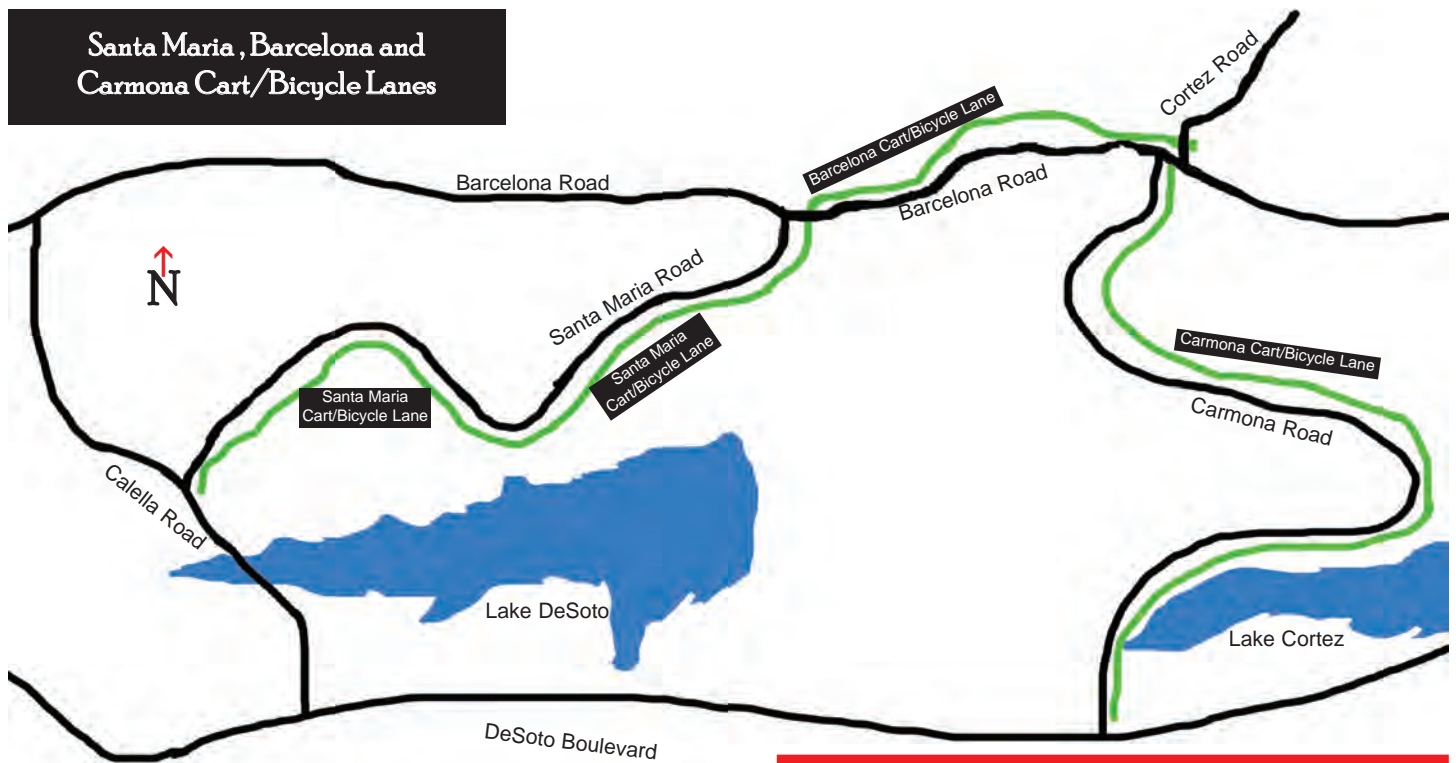 Santa Maria , Barcelona and
Carmona Cart/Bicycle Lanes
Cortez Road
Barcelona Cart/Bicycle Lane
Barcelona Road
Barcelona Road
N
Santa Maria Road
Santa Maria
Cart/Bicycle Lane
Carmona Cart/Bicycle Lane
Santa Maria
Cart/Bicycle Lane
Carmona Road
Calella Road
Lake DeSoto
Lake Cortez
DeSoto Boulevard